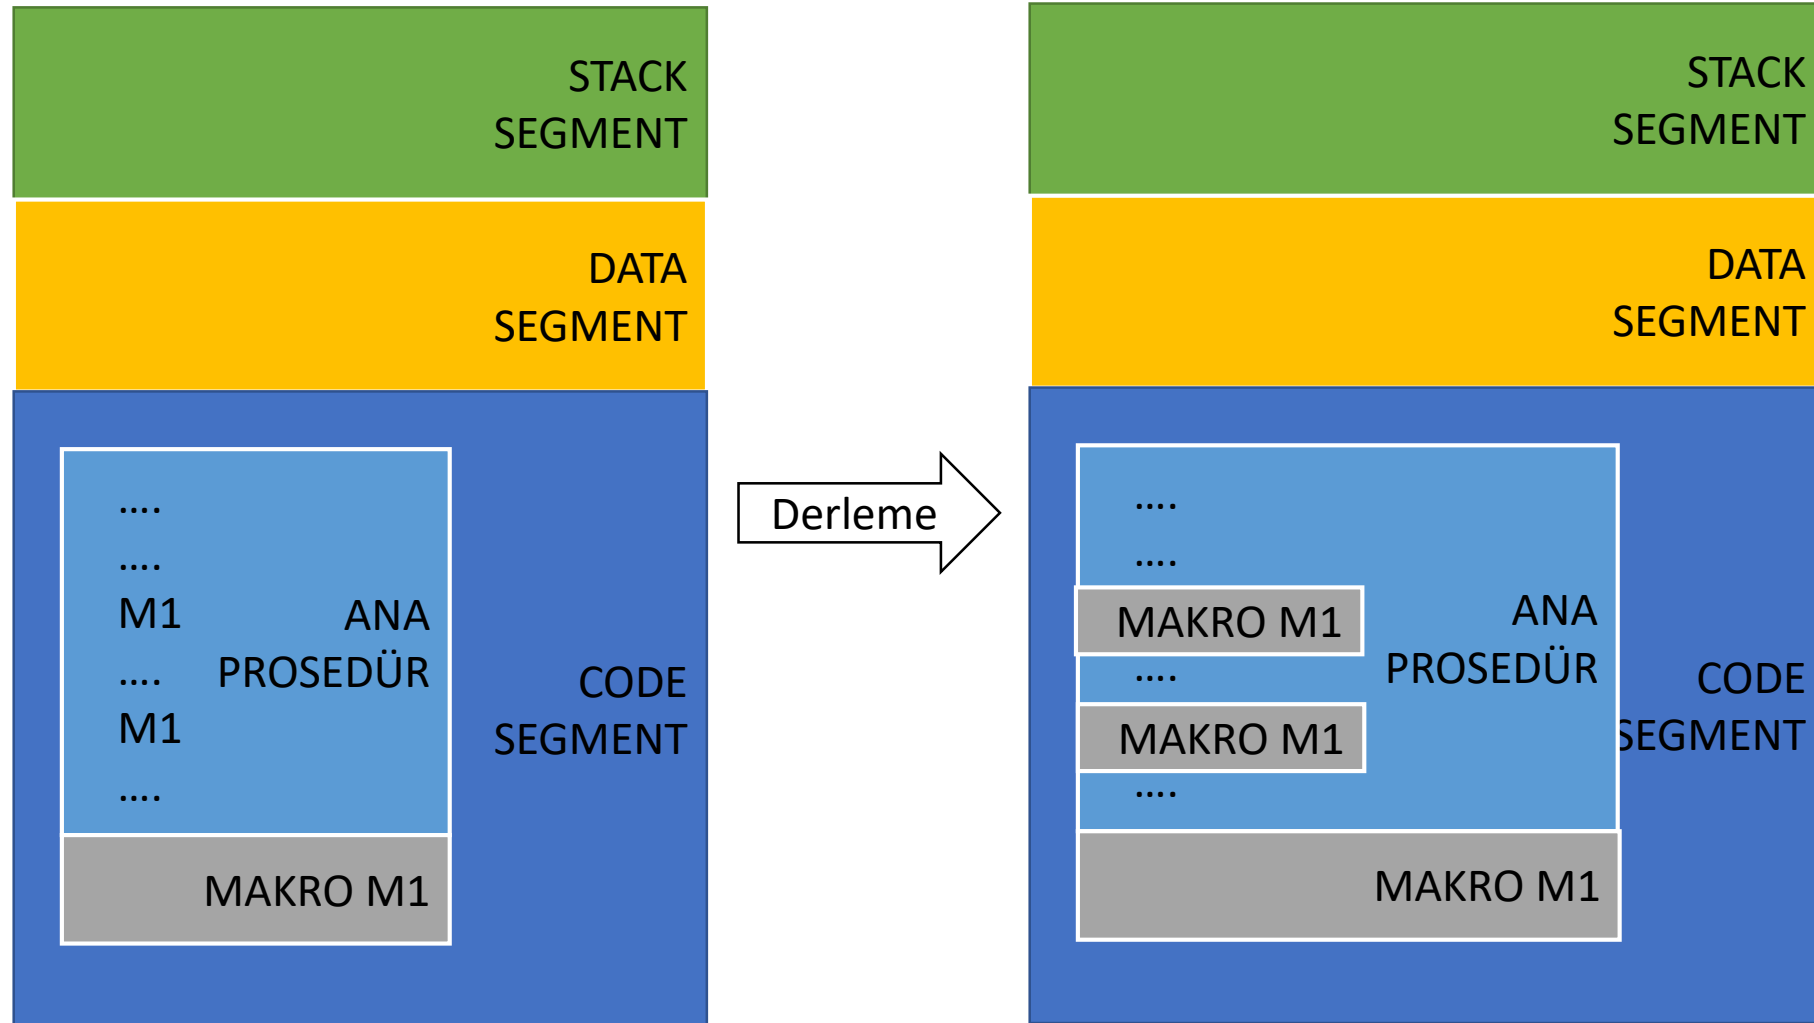 STACK
SEGMENT
DATA
SEGMENT
....
....
M1
....
M1
....
ANA
PROSEDÜR
CODE
SEGMENT
MAKRO M1
Derleme
STACK
SEGMENT
DATA
SEGMENT
....
....
MAKRO M1
....
MAKRO M1
....
ANA
PROSEDÜR
CODE
SEGMENT
MAKRO M1